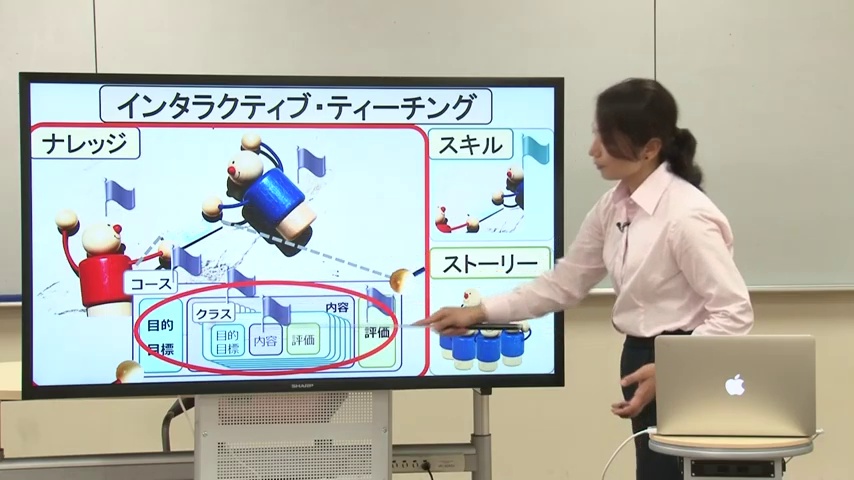 インタラクティブ・ティーチング
ナレッジ
スキル
ストーリー
コース
目的
目標
クラス
内容
目的
目標
内容
評価
評価
SHARP